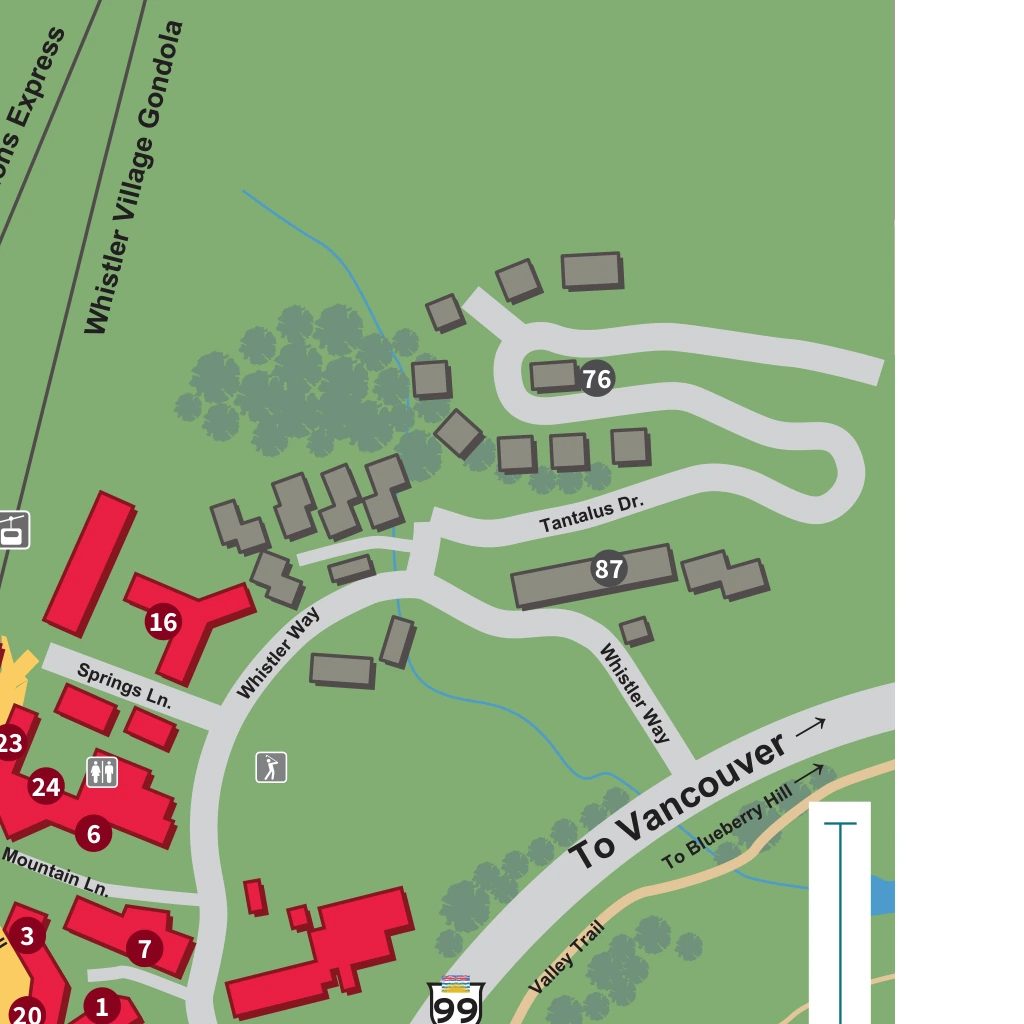 ons Express
Whistler Village Gondola
76
Tantalus Dr.
87
16
Whistler Way
Springs Ln.
Whistler Way
23
24
6
To Vancouver →
To Blueberry Hill →
Mountain Ln.
3
7
Valley Trail
1
20
99